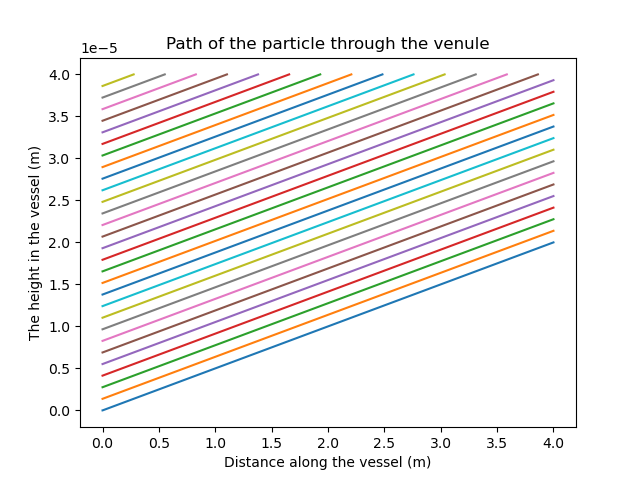 Path of the particle through the venule
1e−5
4.0
3.5
3.0
2.5
2.0
1.5
1.0
0.5
0.0
The height in the vessel (m)
0.0 0.5 1.0 1.5 2.0 2.5 3.0 3.5 4.0
Distance along the vessel (m)